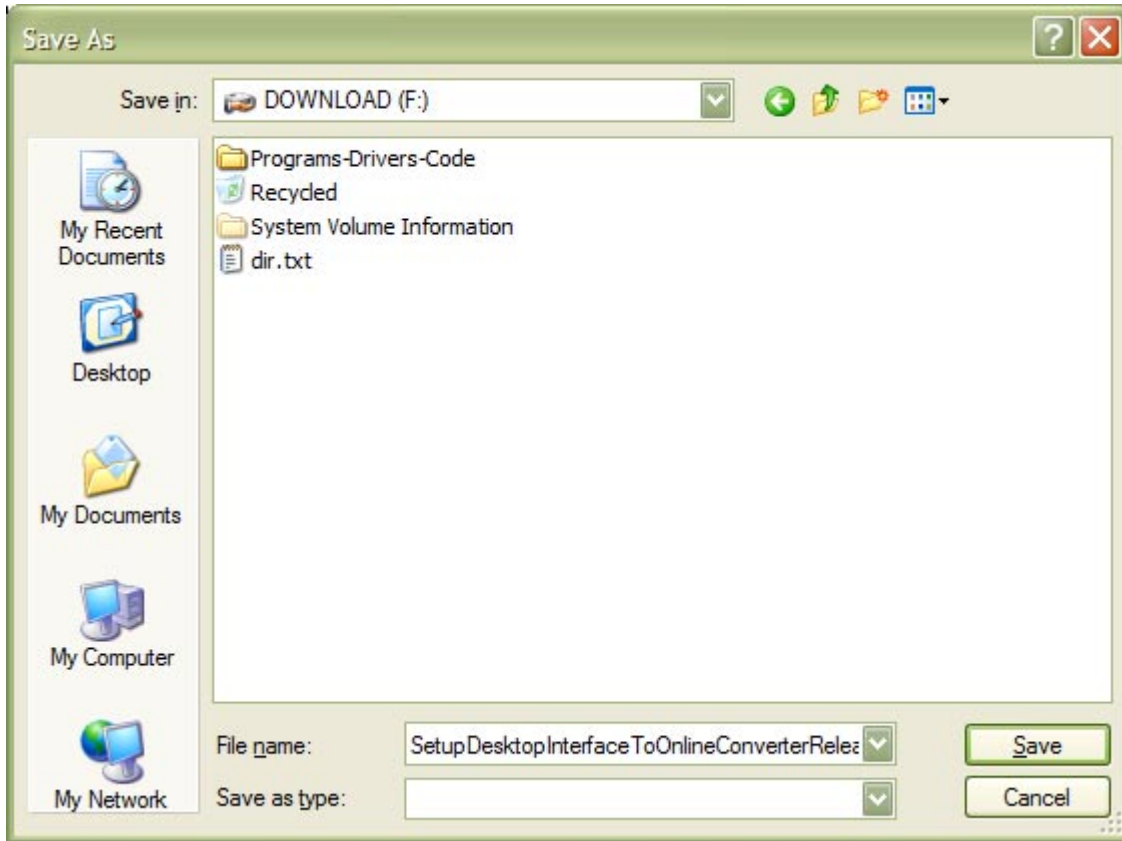 Save As
Save in: DOWNLOAD (F:)
Programs-Drivers-Code
Recycled
System Volume Information
dir.txt
My Recent
Documents
Desktop
My Documents
My Computer
My Network
File name: SetupDesktopInterfaceToOnlineConverterRelea
Save
Save as type:
Cancel